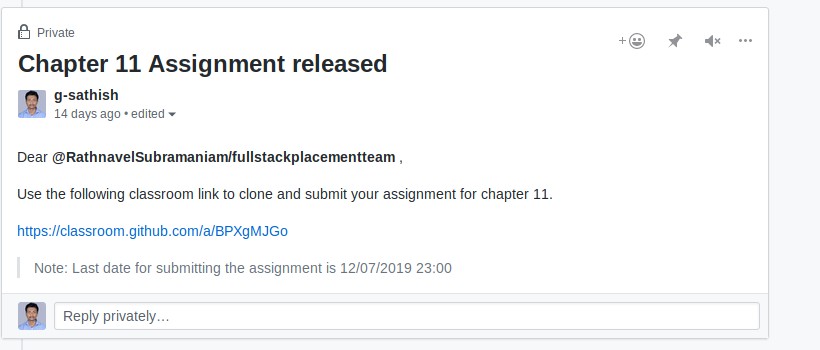 Private
Chapter 11 Assignment released
g-sathish
14 days ago • edited
Dear @RathnavelSubramaniam/fullstackplacementteam ,
Use the following classroom link to clone and submit your assignment for chapter 11.
https://classroom.github.com/a/BPXgMJGo
Note: Last date for submitting the assignment is 12/07/2019 23:00
Reply privately…